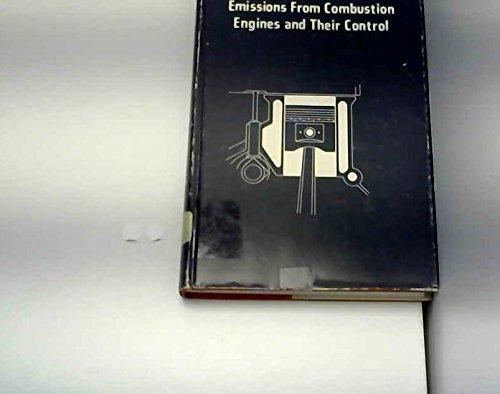 Emissions From Combustion
Engines and Their Control